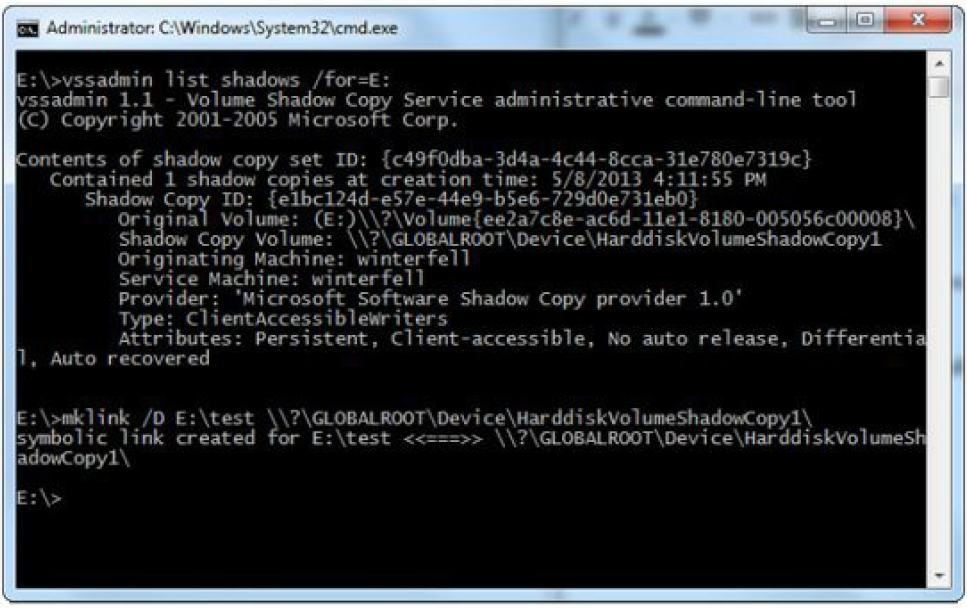 Administrator: C:\Windows\System32\cmd.exe
E:\>vssadmin list shadows /for=E:
vssadmin 1.1 - Volume Shadow Copy Service administrative command-line tool
(C) Copyright 2001-2005 Microsoft Corp.
Contents of shadow copy set ID: {c49f0dba-3d4a-4c44-8cca-31e780e7319c}
Contained 1 shadow copies at creation time: 5/8/2013 4:11:55 PM
Shadow Copy ID: {e1bc124d-e57e-44e9-b5e6-729d0e731eb0}
Original Volume: (E:)\\?\Volume{ee2a7c8e-ac6d-11e1-8180-005056c00008}\
Shadow Copy Volume: \\?\GLOBALROOT\Device\HarddiskVolumeShadowCopy1
Originating Machine: winterfell
Service Machine: winterfell
Provider: 'Microsoft Software Shadow Copy provider 1.0'
Type: ClientAccessibleWriters
Attributes: Persistent, Client-accessible, No auto release, Differentia
l, Auto recovered
E:\>mklink /D E:\test \\?\GLOBALROOT\Device\HarddiskVolumeShadowCopy1\
symbolic link created for E:\test <<===>> \\?\GLOBALROOT\Device\HarddiskVolumeSh
adowCopy1\
E:\>